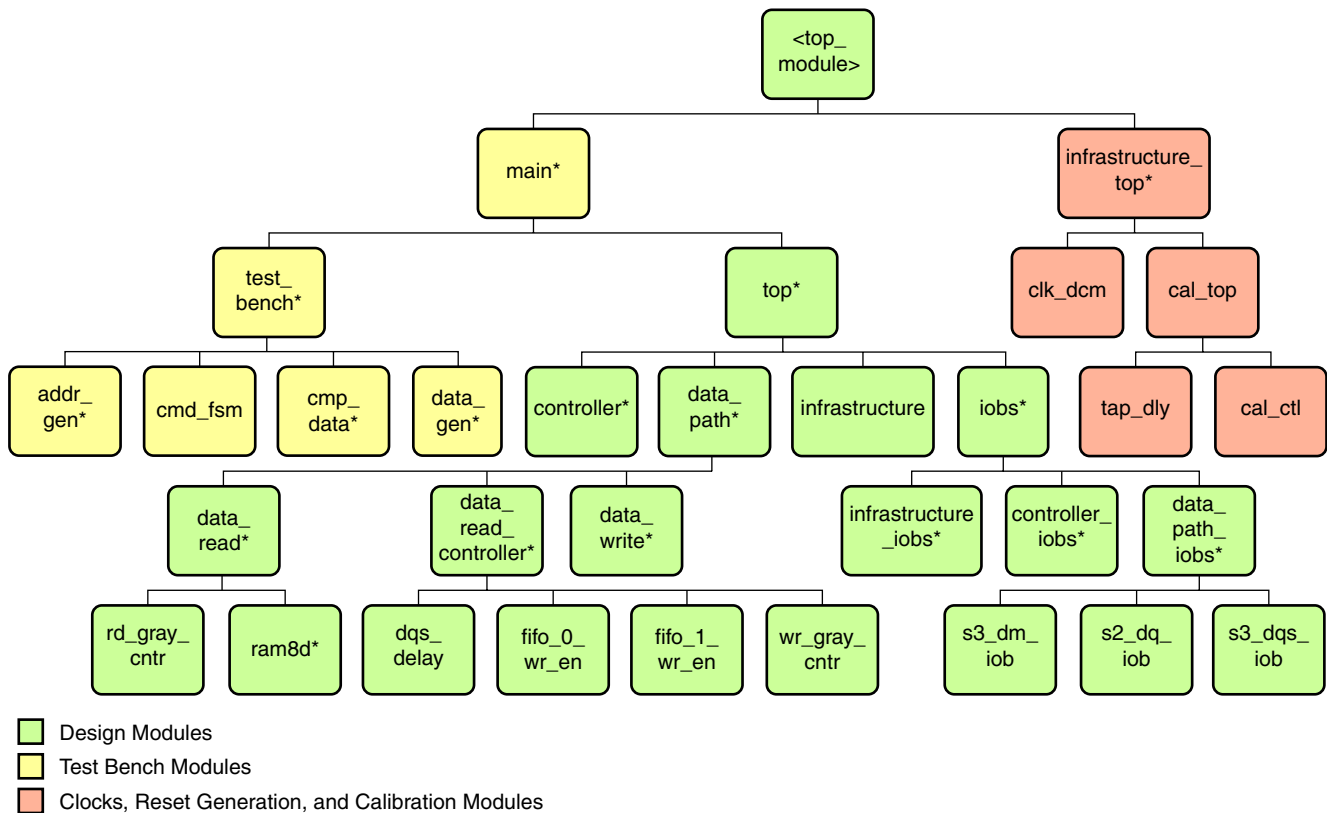 <top_
module>
main*
infrastructure_
top*
test_
bench*
top*
clk_dcm
cal_top
addr_
gen*
cmd_fsm
cmp_
data*
data_
gen*
controller*
data_
path*
infrastructure
iobs*
tap_dly
cal_ctl
data_
read*
data_
read_
controller*
data_
write*
infrastructure
_iobs*
controller_
iobs*
data_
path_
iobs*
rd_gray_
cntr
ram8d*
dqs_
delay
fifo_0_
wr_en
fifo_1_
wr_en
wr_gray_
cntr
s3_dm_
iob
s2_dq_
iob
s3_dqs_
iob
Design Modules
Test Bench Modules
Clocks, Reset Generation, and Calibration Modules